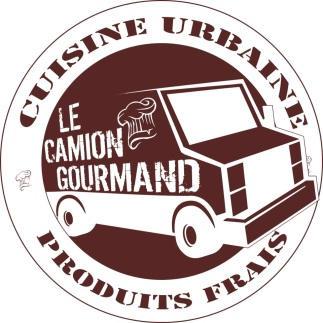 CUISINE URBAINE
LE
CAMION
GOURMAND
PRODUITS FRAIS